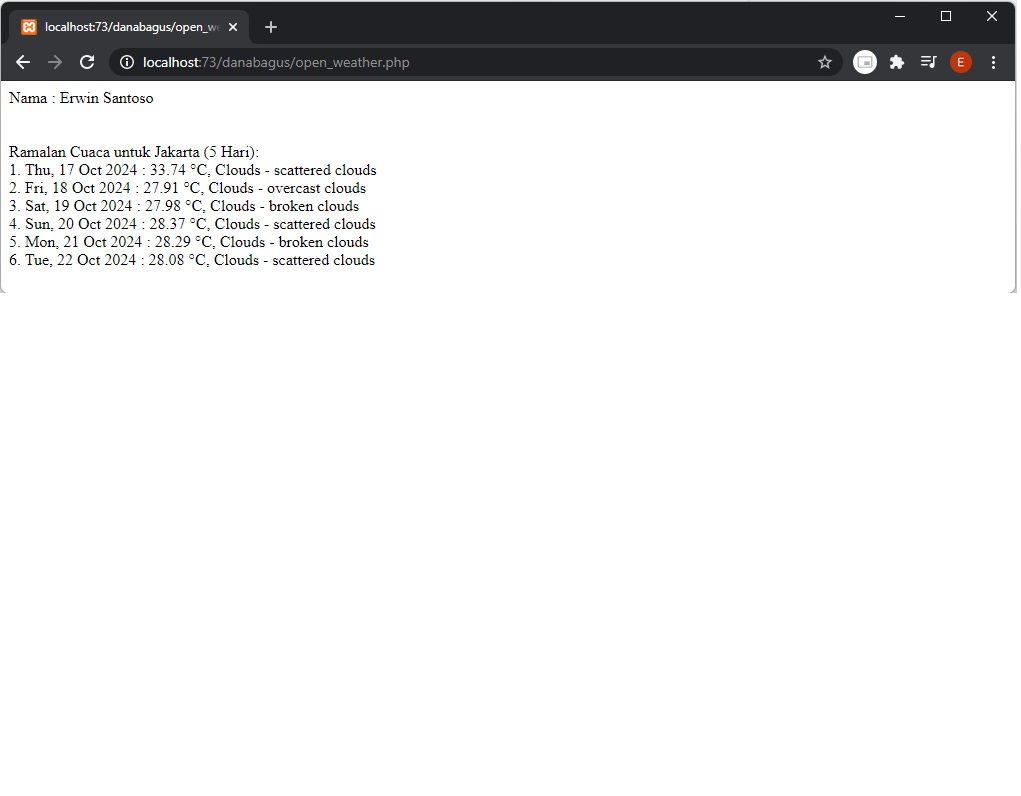 localhost:73/danabagus/open_w
localhost:73/danabagus/open_weather.php
E
Nama : Erwin Santoso
Ramalan Cuaca untuk Jakarta (5 Hari):
1. Thu, 17 Oct 2024 : 33.74 °C, Clouds - scattered clouds
2. Fri, 18 Oct 2024 : 27.91 °C, Clouds - overcast clouds
3. Sat, 19 Oct 2024 : 27.98 °C, Clouds - broken clouds
4. Sun, 20 Oct 2024 : 28.37 °C, Clouds - scattered clouds
5. Mon, 21 Oct 2024 : 28.29 °C, Clouds - broken clouds
6. Tue, 22 Oct 2024 : 28.08 °C, Clouds - scattered clouds